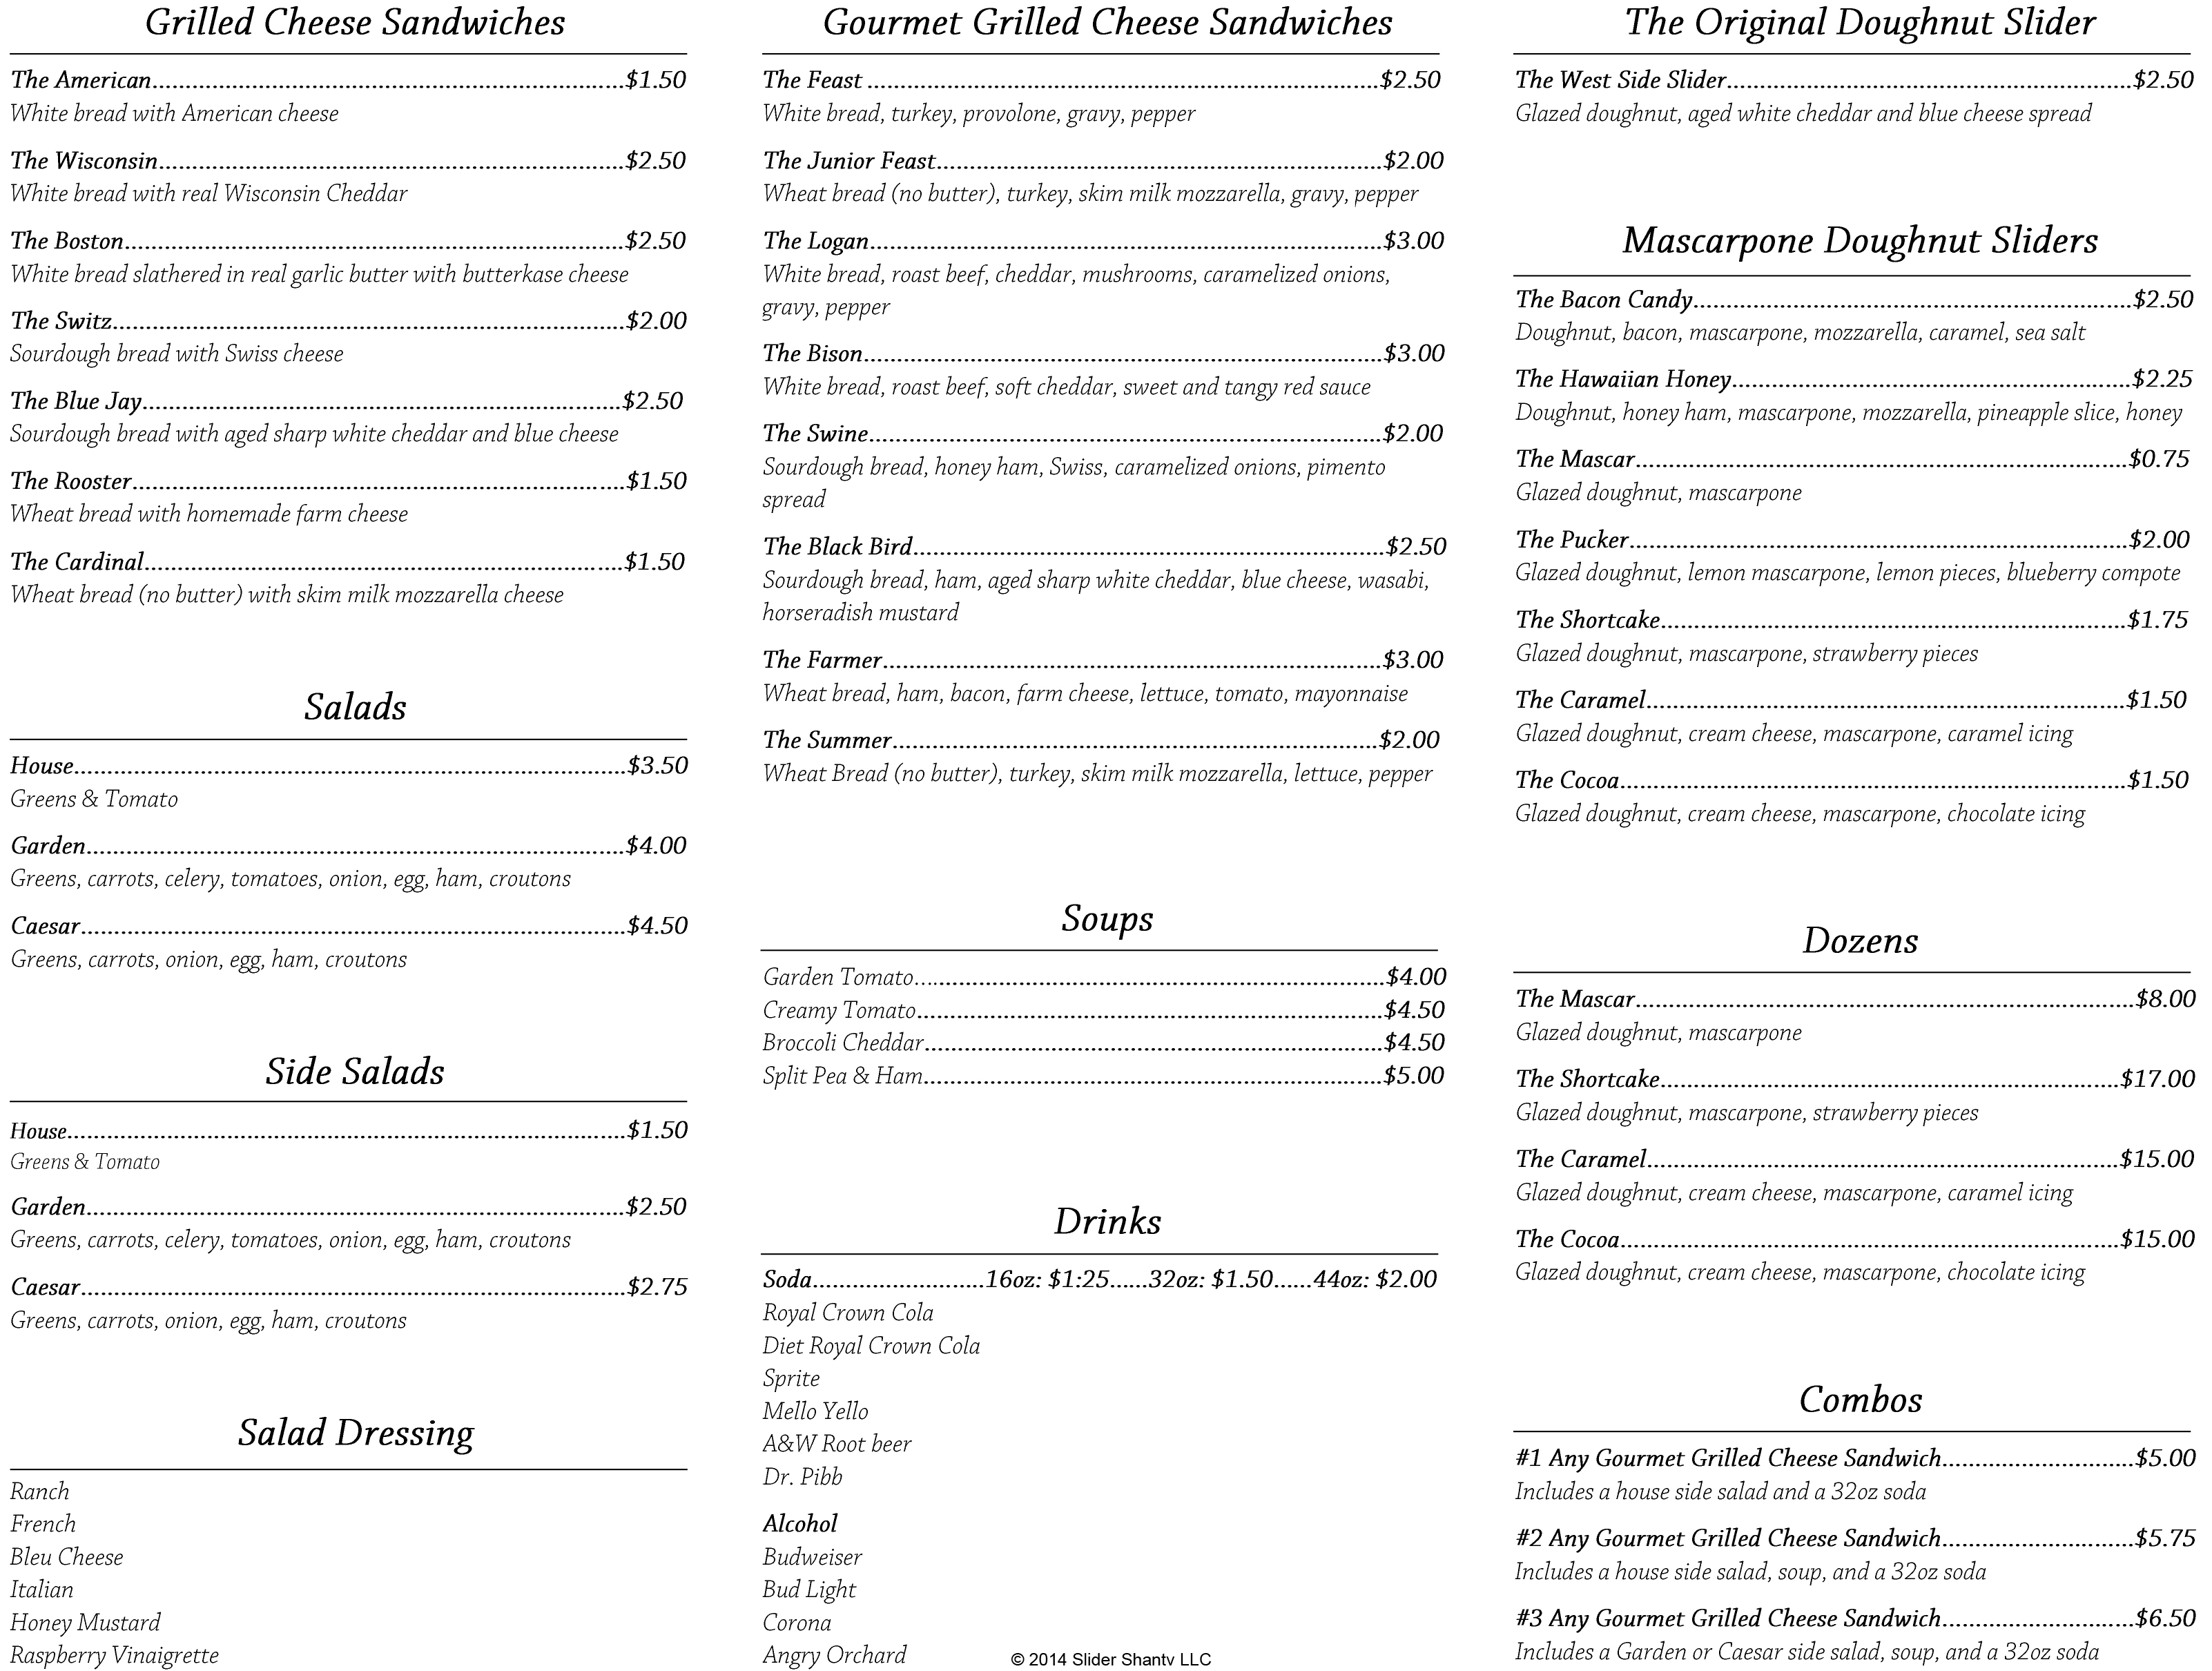 Grilled Cheese Sandwiches
The American.....$1.50
White bread with American cheese
The Wisconsin.....$2.50
White bread with real Wisconsin Cheddar
The Boston.....$2.50
White bread slathered in real garlic butter with butterkase cheese
The Switz.....$2.00
Sourdough bread with Swiss cheese
The Blue Jay.....$2.50
Sourdough bread with aged sharp white cheddar and blue cheese
The Rooster.....$1.50
Wheat bread with homemade farm cheese
The Cardinal.....$1.50
Wheat bread (no butter) with skim milk mozzarella cheese
Salads
House.....$3.50
Greens & Tomato
Garden.....$4.00
Greens, carrots, celery, tomatoes, onion, egg, ham, croutons
Caesar.....$4.50
Greens, carrots, onion, egg, ham, croutons
Side Salads
House.....$1.50
Greens & Tomato
Garden.....$2.50
Greens, carrots, celery, tomatoes, onion, egg, ham, croutons
Caesar.....$2.75
Greens, carrots, onion, egg, ham, croutons
Salad Dressing
Ranch
French
Bleu Cheese
Italian
Honey Mustard
Raspberry Vinaigrette
Gourmet Grilled Cheese Sandwiches
The Feast .....$2.50
White bread, turkey, provolone, gravy, pepper
The Junior Feast.....$2.00
Wheat bread (no butter), turkey, skim milk mozzarella, gravy, pepper
The Logan.....$3.00
White bread, roast beef, cheddar, mushrooms, caramelized onions,
gravy, pepper
The Bison.....$3.00
White bread, roast beef, soft cheddar, sweet and tangy red sauce
The Swine.....$2.00
Sourdough bread, honey ham, Swiss, caramelized onions, pimento
spread
The Black Bird.....$2.50
Sourdough bread, ham, aged sharp white cheddar, blue cheese, wasabi,
horseradish mustard
The Farmer.....$3.00
Wheat bread, ham, bacon, farm cheese, lettuce, tomato, mayonnaise
The Summer.....$2.00
Wheat Bread (no butter), turkey, skim milk mozzarella, lettuce, pepper
Soups
Garden Tomato.....$4.00
Creamy Tomato.....$4.50
Broccoli Cheddar.....$4.50
Split Pea & Ham.....$5.00
Drinks
Soda.....16oz: $1:25.....32oz: $1.50......44oz: $2.00
Royal Crown Cola
Diet Royal Crown Cola
Sprite
Mello Yello
A&W Root beer
Dr. Pibb
Alcohol
Budweiser
Bud Light
Corona
Angry Orchard
© 2014 Slider Shanty LLC
The Original Doughnut Slider
The West Side Slider.....$2.50
Glazed doughnut, aged white cheddar and blue cheese spread
Mascarpone Doughnut Sliders
The Bacon Candy.....$2.50
Doughnut, bacon, mascarpone, mozzarella, caramel, sea salt
The Hawaiian Honey.....$2.25
Doughnut, honey ham, mascarpone, mozzarella, pineapple slice, honey
The Mascar.....$0.75
Glazed doughnut, mascarpone
The Pucker.....$2.00
Glazed doughnut, lemon mascarpone, lemon pieces, blueberry compote
The Shortcake.....$1.75
Glazed doughnut, mascarpone, strawberry pieces
The Caramel.....$1.50
Glazed doughnut, cream cheese, mascarpone, caramel icing
The Cocoa.....$1.50
Glazed doughnut, cream cheese, mascarpone, chocolate icing
Dozens
The Mascar.....$8.00
Glazed doughnut, mascarpone
The Shortcake.....$17.00
Glazed doughnut, mascarpone, strawberry pieces
The Caramel.....$15.00
Glazed doughnut, cream cheese, mascarpone, caramel icing
The Cocoa.....$15.00
Glazed doughnut, cream cheese, mascarpone, chocolate icing
Combos
#1 Any Gourmet Grilled Cheese Sandwich.....$5.00
Includes a house side salad and a 32oz soda
#2 Any Gourmet Grilled Cheese Sandwich.....$5.75
Includes a house side salad, soup, and a 32oz soda
#3 Any Gourmet Grilled Cheese Sandwich.....$6.50
Includes a Garden or Caesar side salad, soup, and a 32oz soda